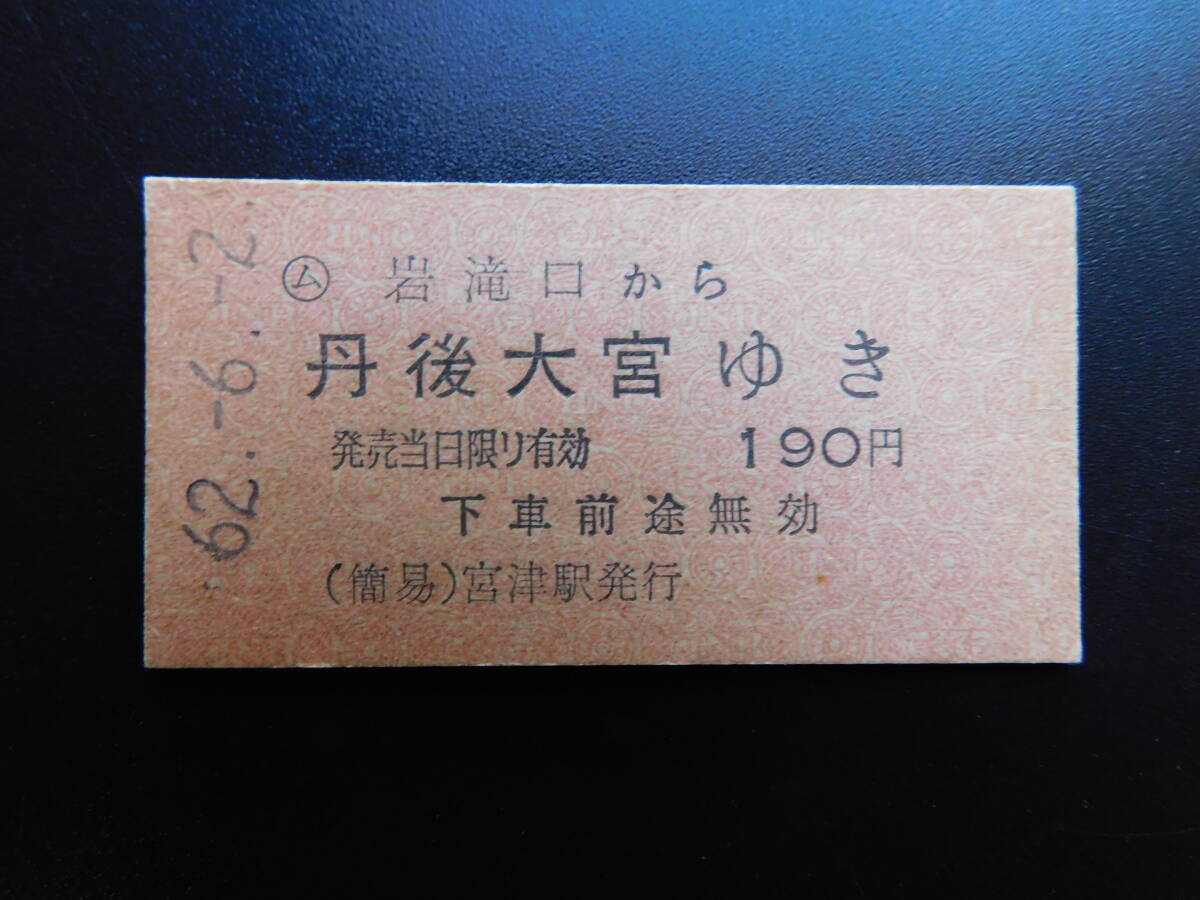 ㋰ 岩滝口から
丹後大宮ゆき
発売当日限り有効 190円
下車前途無効
(簡易)宮津駅発行
62.-6.-2.